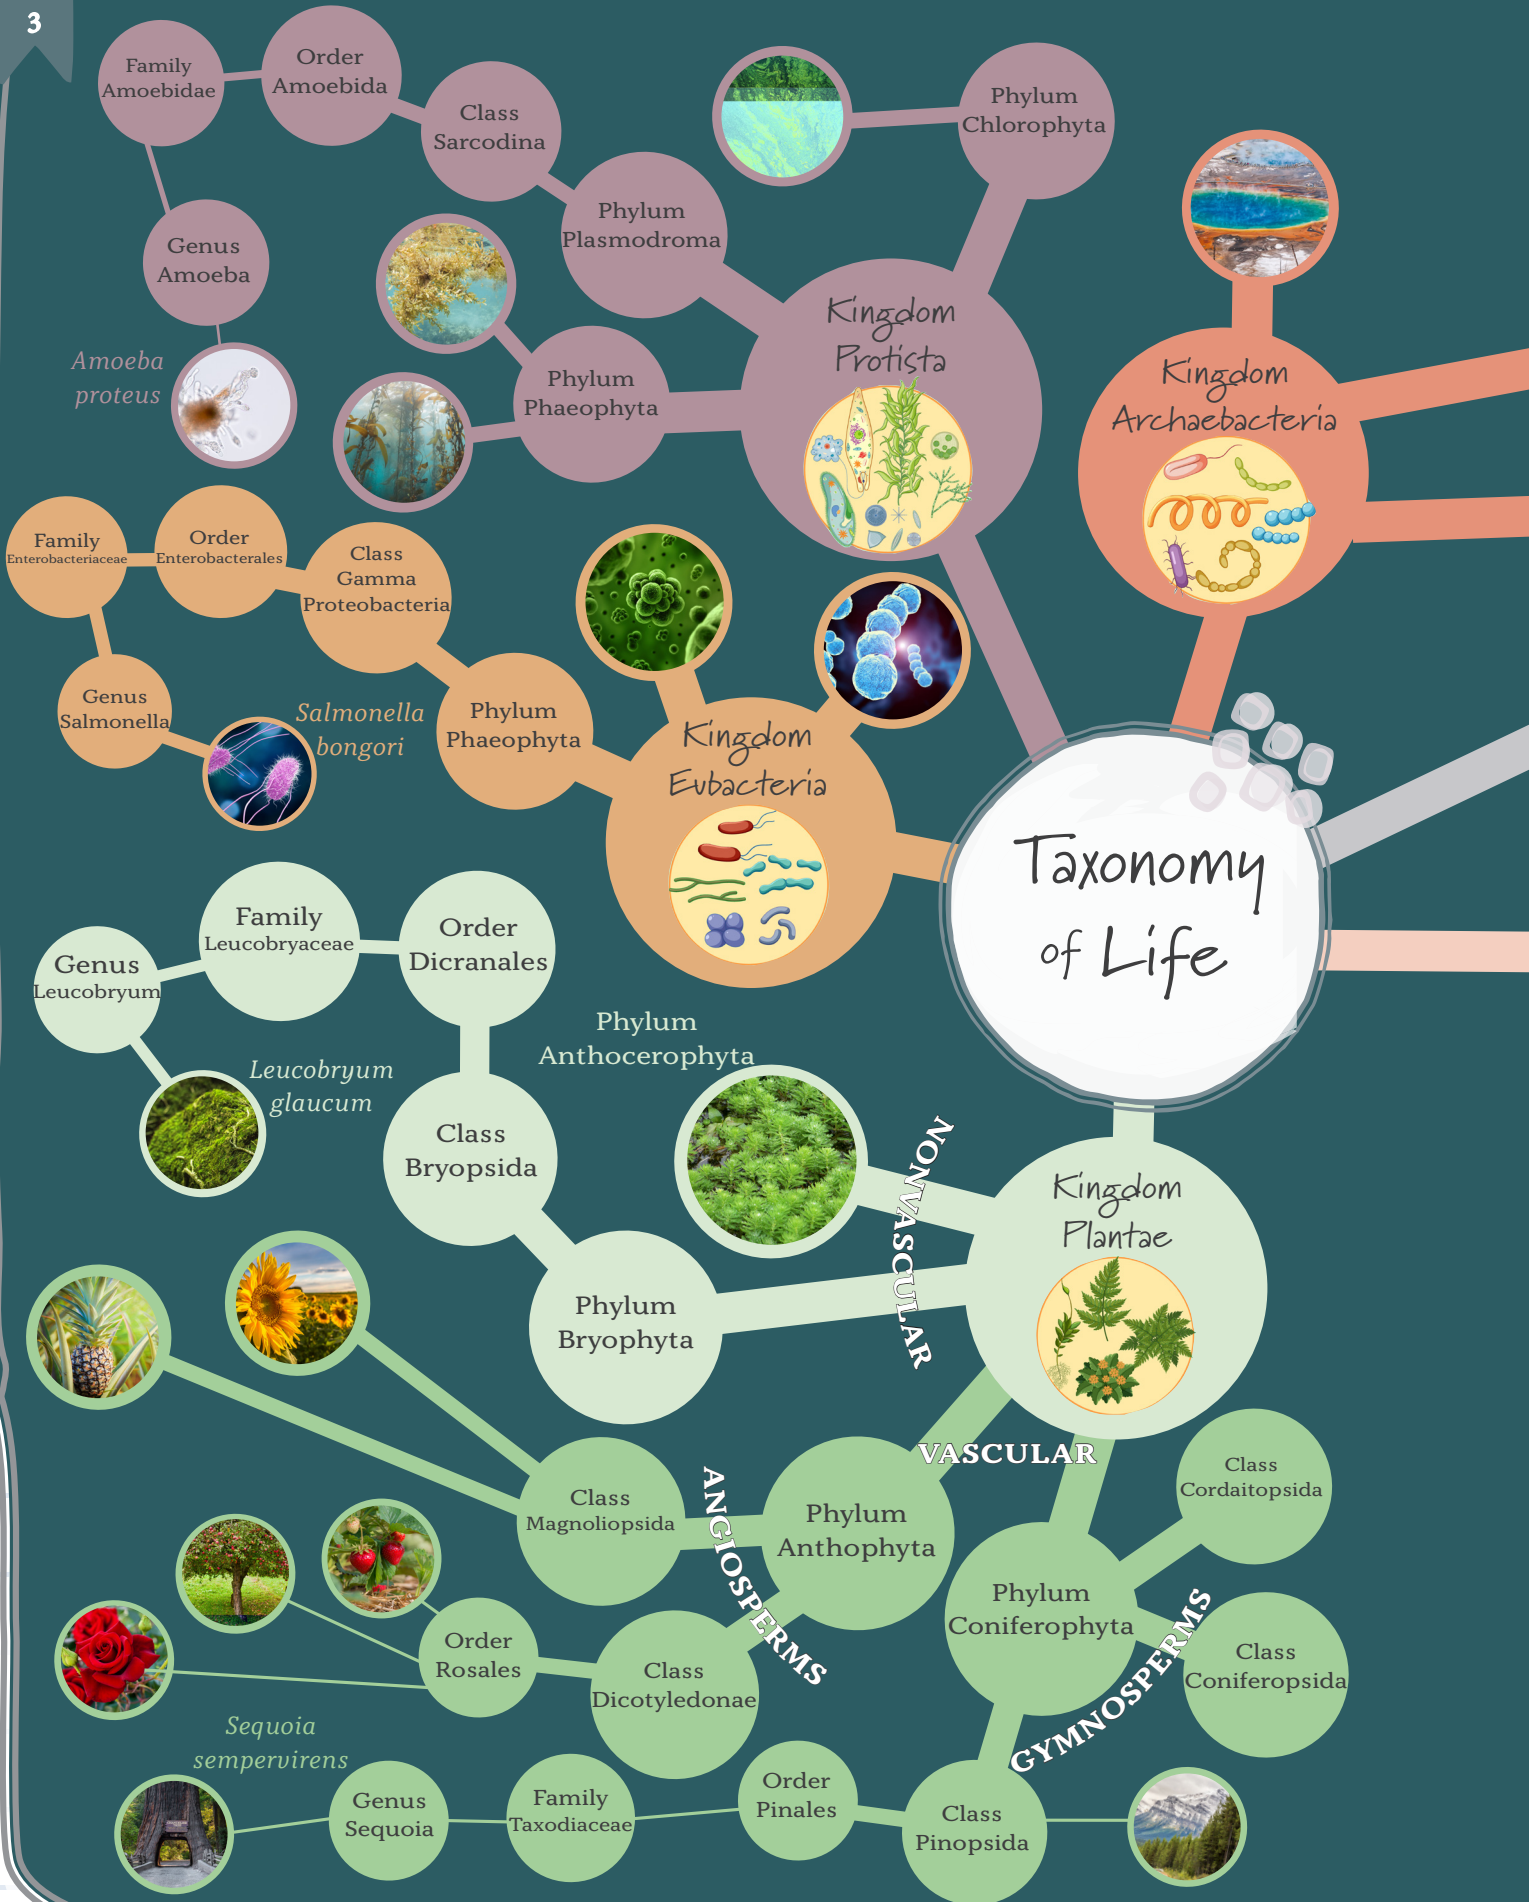 3
Family
Amoebidae
Order
Amoebida
Class
Sarcodina
Phylum
Plasmodroma
Phylum
Chlorophyta
Genus
Amoeba
Amoeba
proteus
Phylum
Phaeophyta
Kingdom
Protista
Kingdom
Archaebacteria
Family
Enterobacteriaceae
Order
Enterobacterales
Class
Gamma
Proteobacteria
Genus
Salmonella
Salmonella
bongori
Phylum
Phaeophyta
Kingdom
Eubacteria
Taxonomy
of Life
Family
Leucobryaceae
Order
Dicranales
Genus
Leucobryum
Leucobryum
glaucum
Phylum
Anthocerophyta
Class
Bryopsida
NONVASCULAR
Kingdom
Plantae
Phylum
Bryophyta
VASCULAR
Class
Magnoliopsida
ANGIOSPERMS
Phylum
Anthophyta
Class
Cordaitopsida
Phylum
Coniferophyta
Order
Rosales
Class
Dicotyledonae
GYMNOSPERMS
Class
Coniferopsida
Sequoia
sempervirens
Genus
Sequoia
Family
Taxodiaceae
Order
Pinales
Class
Pinopsida